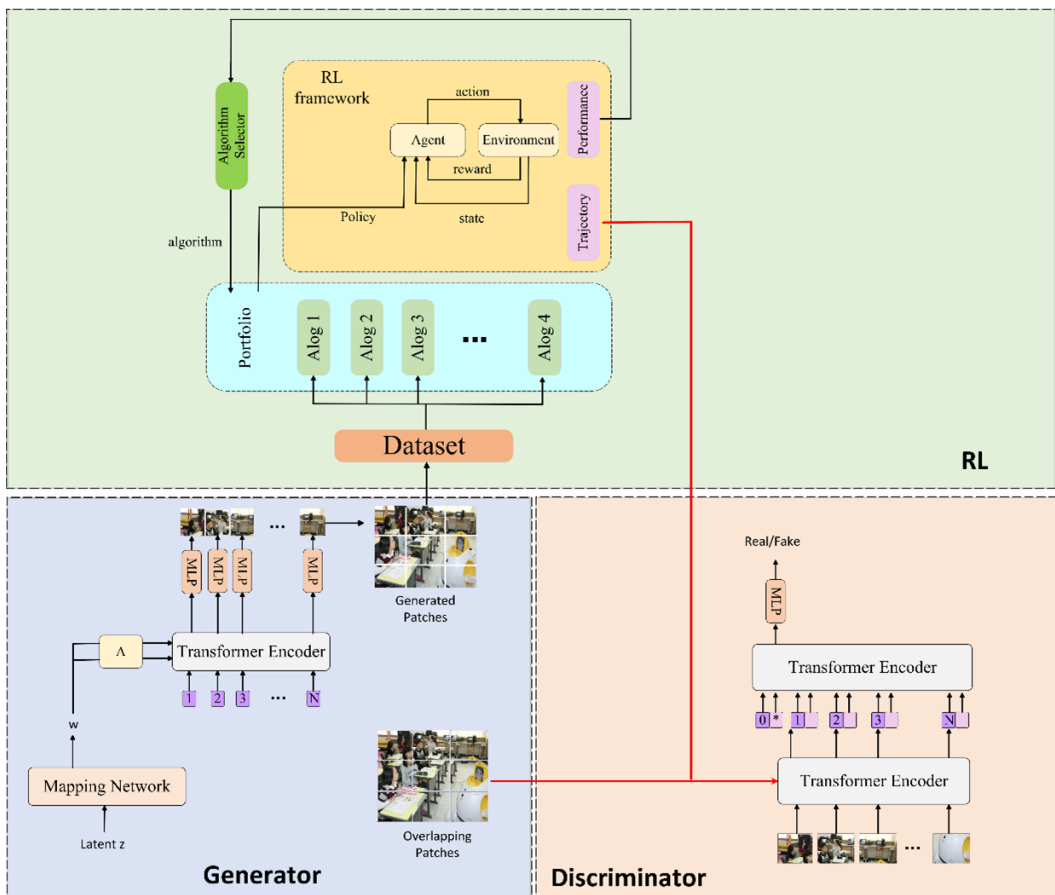 RL
framework
action
Agent
Environment
reward
state
Policy
Performance
Trajectory
Algorithm
Selector
algorithm
Portfolio
Alog 1
Alog 2
Alog 3
...
Alog 4
Dataset
RL
...
MLP
MLP
MLP
MLP
Generated
Patches
A
Transformer Encoder
1
2
3
...
N
w
Mapping Network
Latent z
Overlapping
Patches
Generator
Real/Fake
MLP
Transformer Encoder
0
*
1
2
3
N
Transformer Encoder
...
Discriminator